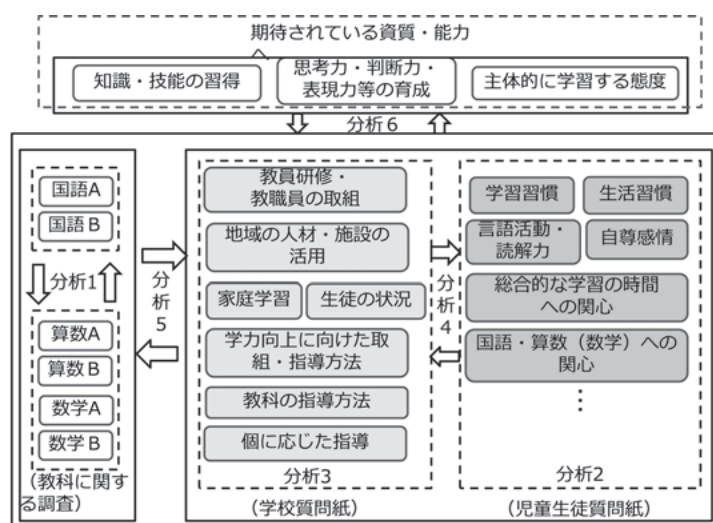 期待されている資質・能力
知識・技能の習得
思考力・判断力・
表現力等の育成
主体的に学習する態度
分析6
国語A
国語B
分析1
算数A
算数B
数学A
数学B
(教科に関す
る調査)
分析5
教員研修・
教職員の取組
地域の人材・施設の
活用
家庭学習
生徒の状況
学力向上に向けた取
組・指導方法
教科の指導方法
個に応じた指導
分析3
(学校質問紙)
分析4
学習習慣
生活習慣
言語活動・
読解力
自尊感情
総合的な学習の時間
への関心
国語・算数(数学)への
関心
⋮
分析2
(児童生徒質問紙)